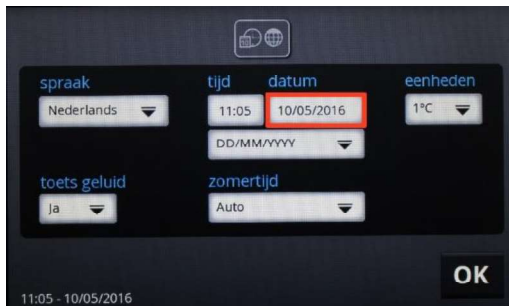 spraak tijd datum eenheden
Nederlands 11:05 10/05/2016 1°C
DD/MM/YYYY
toets geluid zomertijd
Ja Auto
OK
11:05 - 10/05/2016